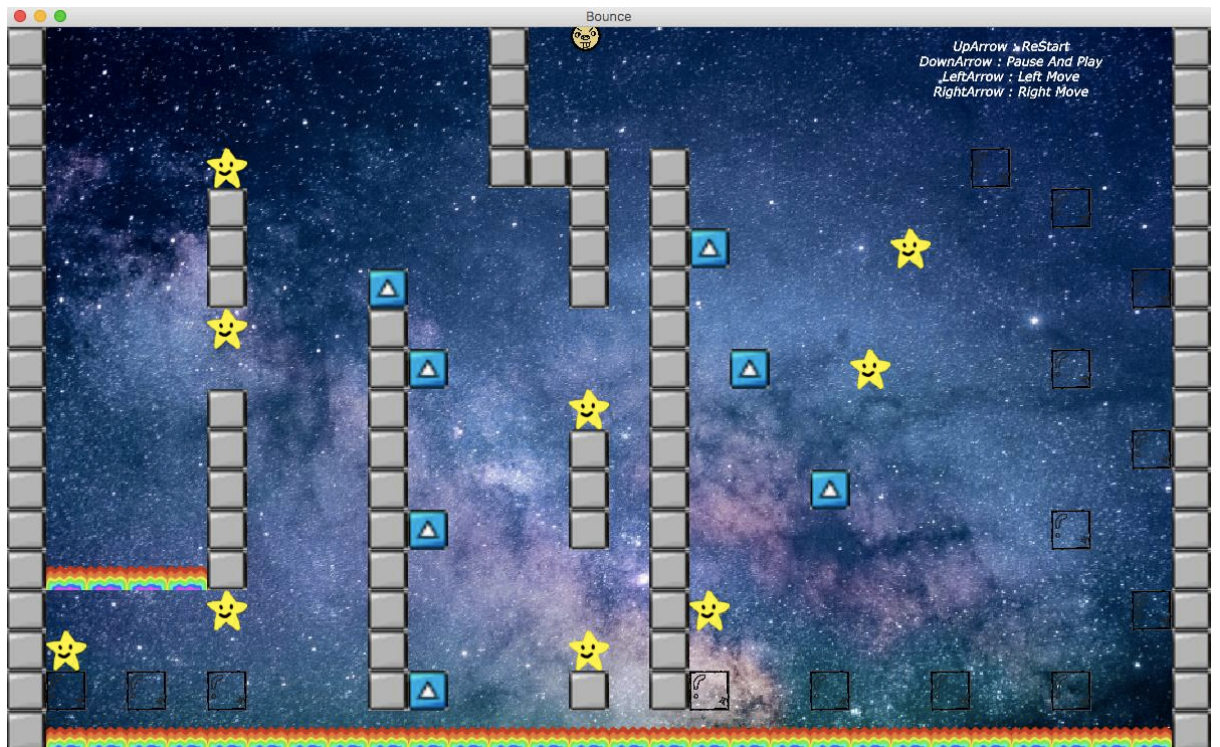 Bounce
UpArrow : ReStart
DownArrow : Pause And Play
LeftArrow : Left Move
RightArrow : Right Move